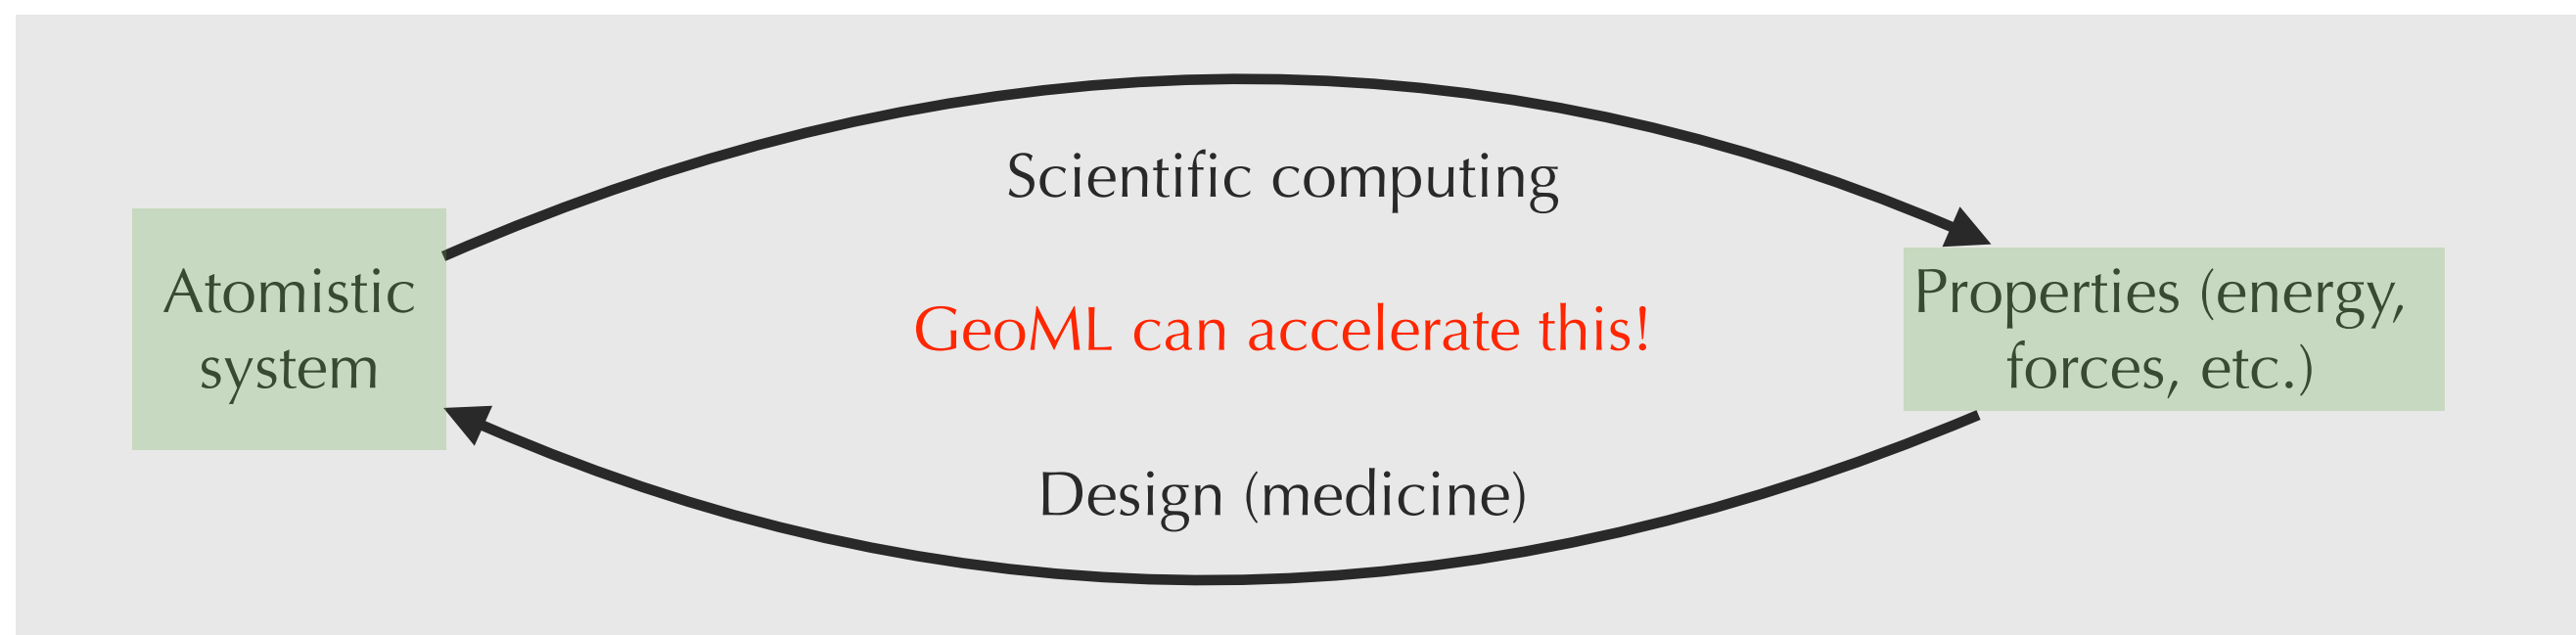 Scientific computing
Atomistic
system
GeoML can accelerate this!
Properties (energy,
forces, etc.)
Design (medicine)